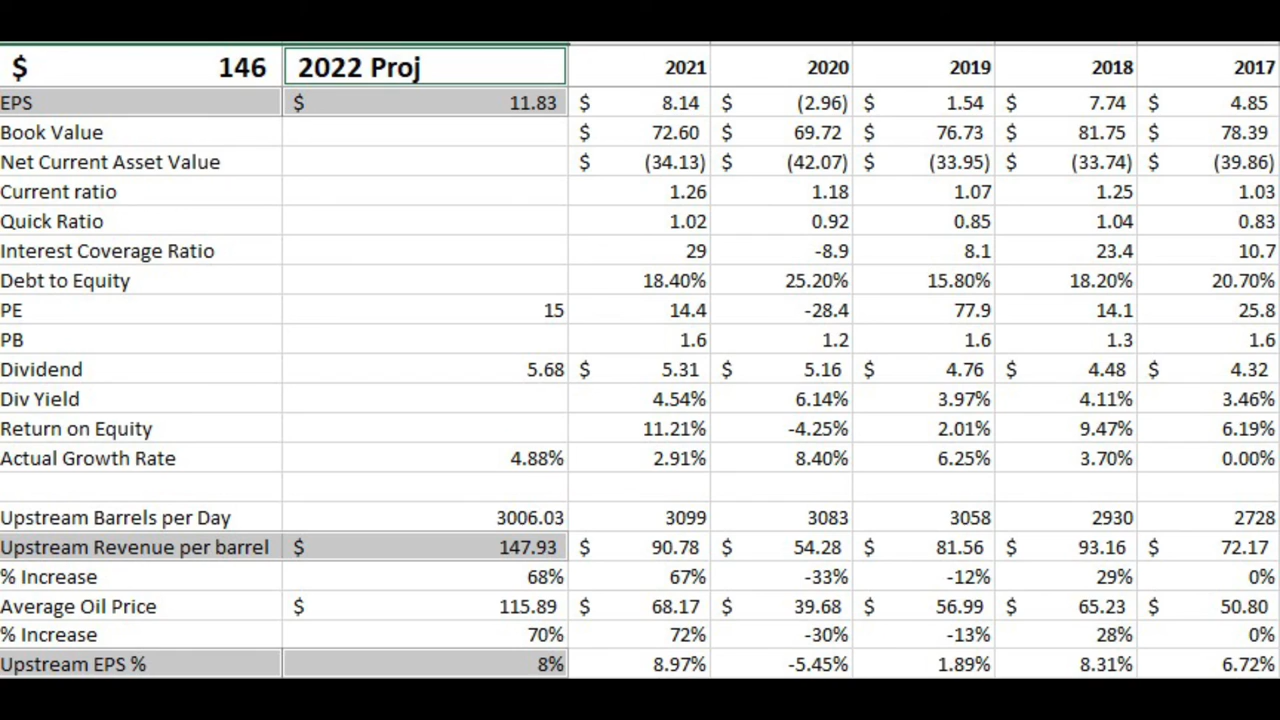 $ 146 2022 Proj 2021 2020 2019 2018 2017
EPS $ 11.83 $ 8.14 $ (2.96) $ 1.54 $ 7.74 $ 4.85
Book Value $ 72.60 $ 69.72 $ 76.73 $ 81.75 $ 78.39
Net Current Asset Value $ (34.13) $ (42.07) $ (33.95) $ (33.74) $ (39.86)
Current ratio 1.26 1.18 1.07 1.25 1.03
Quick Ratio 1.02 0.92 0.85 1.04 0.83
Interest Coverage Ratio 29 -8.9 8.1 23.4 10.7
Debt to Equity 18.40% 25.20% 15.80% 18.20% 20.70%
PE 15 14.4 -28.4 77.9 14.1 25.8
PB 1.6 1.2 1.6 1.3 1.6
Dividend 5.68 $ 5.31 $ 5.16 $ 4.76 $ 4.48 $ 4.32
Div Yield 4.54% 6.14% 3.97% 4.11% 3.46%
Return on Equity 11.21% -4.25% 2.01% 9.47% 6.19%
Actual Growth Rate 4.88% 2.91% 8.40% 6.25% 3.70% 0.00%
Upstream Barrels per Day 3006.03 3099 3083 3058 2930 2728
Upstream Revenue per barrel $ 147.93 $ 90.78 $ 54.28 $ 81.56 $ 93.16 $ 72.17
% Increase 68% 67% -33% -12% 29% 0%
Average Oil Price $ 115.89 $ 68.17 $ 39.68 $ 56.99 $ 65.23 $ 50.80
% Increase 70% 72% -30% -13% 28% 0%
Upstream EPS % 8% 8.97% -5.45% 1.89% 8.31% 6.72%